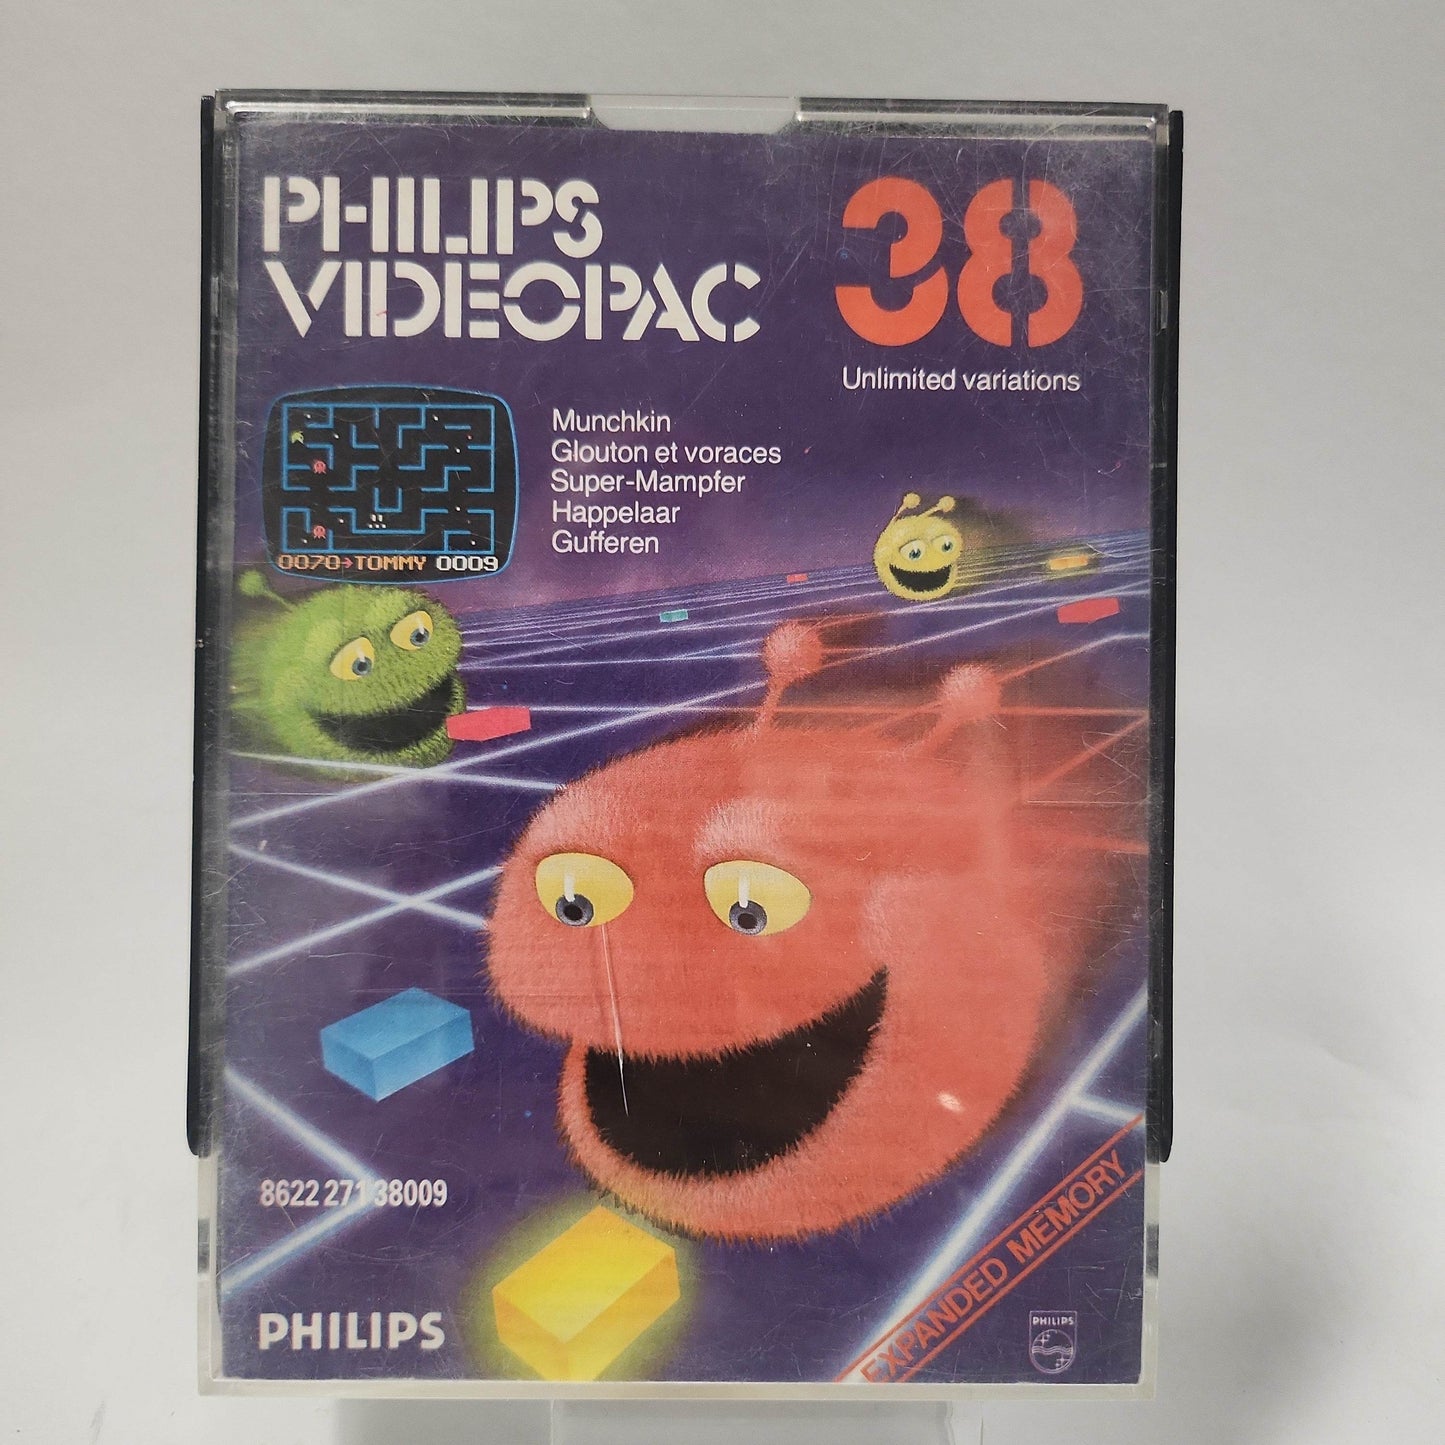 PHILIPS
VIDEOPAC
38
Unlimited variations
Munchkin
Glouton et voraces
Super-Mampfer
Happelaar
Gufferen
0070→TOMMY 0009
8622 271 38009
EXPANDED MEMORY
PHILIPS
PHILIPS